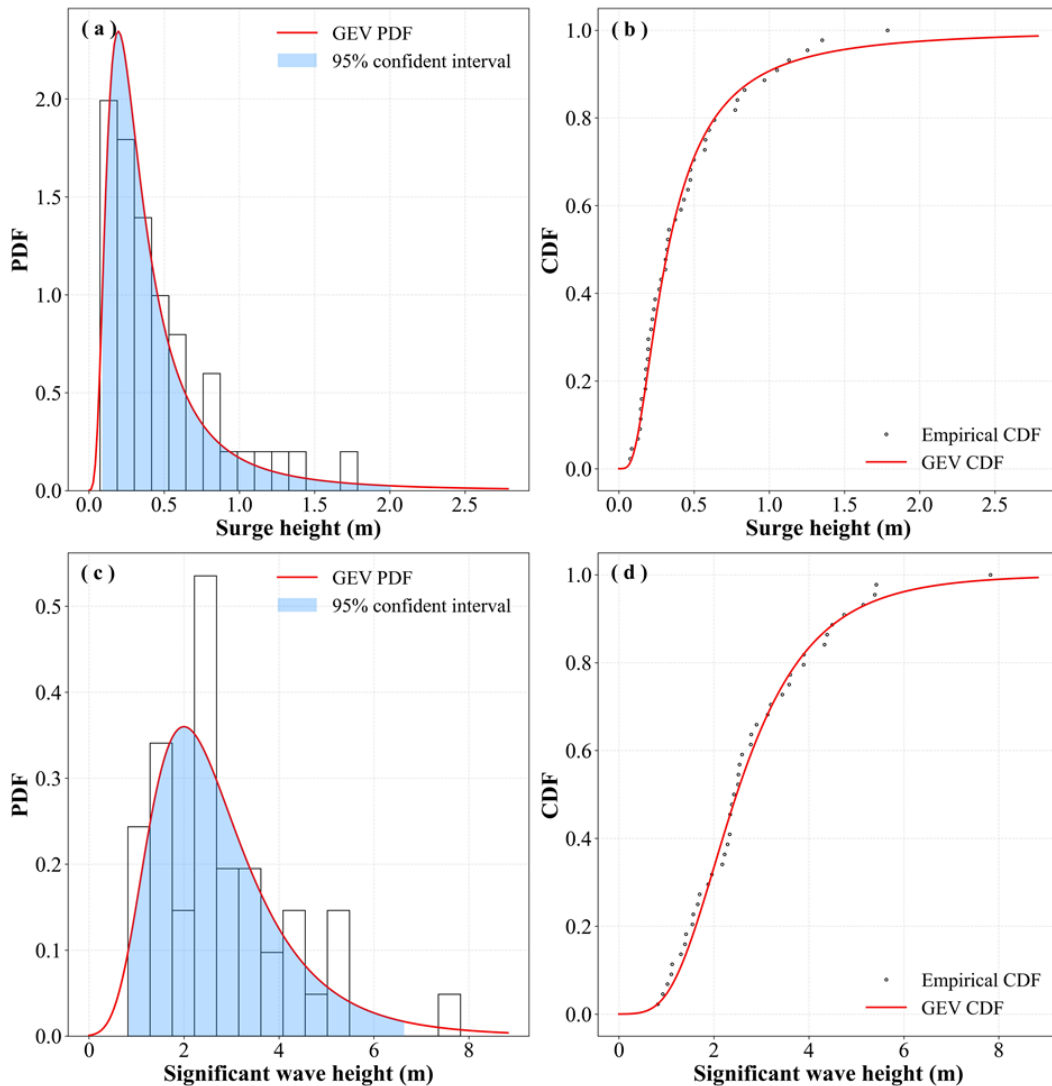 ( a )
GEV PDF
95% confident interval
PDF
2.0
1.5
1.0
0.5
0.0
0.0 0.5 1.0 1.5 2.0 2.5
Surge height (m)
( b )
CDF
1.0
0.8
0.6
0.4
0.2
0.0
Empirical CDF
GEV CDF
0.0 0.5 1.0 1.5 2.0 2.5
Surge height (m)
( c )
GEV PDF
95% confident interval
PDF
0.5
0.4
0.3
0.2
0.1
0.0
0 2 4 6 8
Significant wave height (m)
( d )
CDF
1.0
0.8
0.6
0.4
0.2
0.0
Empirical CDF
GEV CDF
0 2 4 6 8
Significant wave height (m)